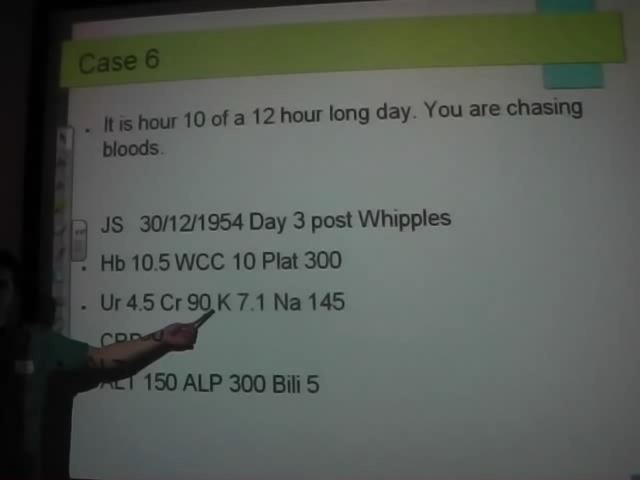 Case 6
It is hour 10 of a 12 hour long day. You are chasing
bloods.
JS 30/12/1954 Day 3 post Whipples
Hb 10.5 WCC 10 Plat 300
Ur 4.5 Cr 90 K 7.1 Na 145
ALT 150 ALP 300 Bili 5